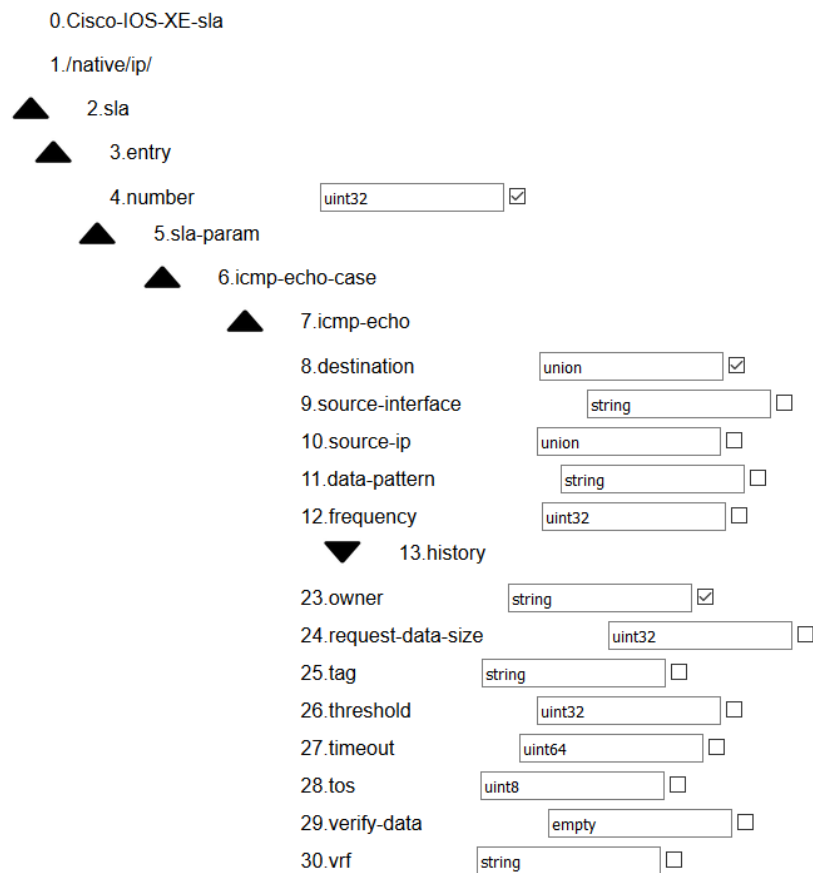 0.Cisco-IOS-XE-sla
1./native/ip/
2.sla
3.entry
4.number uint32
5.sla-param
6.icmp-echo-case
7.icmp-echo
8.destination union
9.source-interface string
10.source-ip union
11.data-pattern string
12.frequency uint32
13.history
23.owner string
24.request-data-size uint32
25.tag string
26.threshold uint32
27.timeout uint64
28.tos uint8
29.verify-data empty
30.vrf string